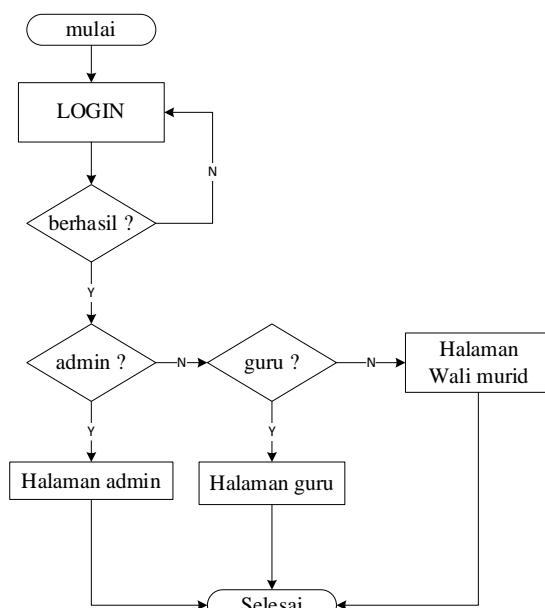 mulai
LOGIN
N
berhasil ?
Y
admin ?
N
guru ?
N
Halaman
Wali murid
Y
Y
Halaman admin
Halaman guru
Selesai